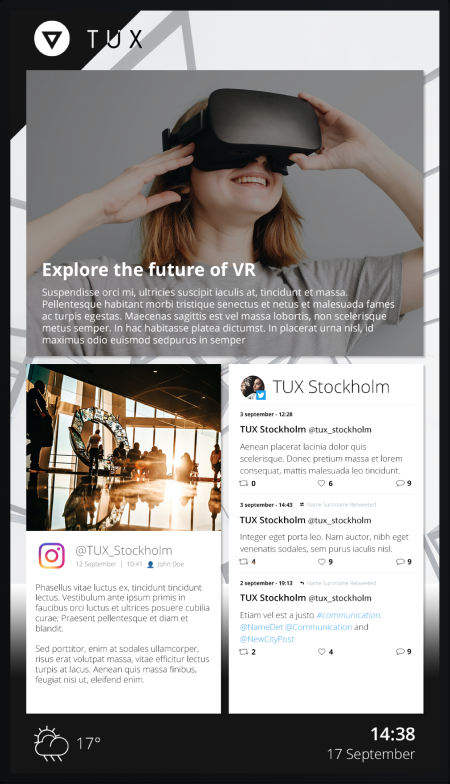 TUX
Explore the future of VR
Suspendisse orci mi, ultricies suscipit iaculis at, tincidunt et massa.
Pellentesque habitant morbi tristique senectus et netus et malesuada fames
ac turpis egestas. Maecenas sagittis est vel massa lobortis, non scelerisque
metus semper. In hac habitasse platea dictumst. In placerat urna nisl, id
maximus odio euismod sedpurus in semper
@TUX_Stockholm
12 September | 10:41 John Doe
Phasellus vitae luctus ex, tincidunt tincidunt
lectus. Vestibulum ante ipsum primis in
faucibus orci luctus et ultrices posuere cubilia
curae; Praesent pellentesque et diam et
blandit.
Sed porttitor, enim at sodales ullamcorper,
risus erat volutpat massa, vitae efficitur lectus
turpis at lacus. Aenean quis massa finibus,
feugiat nisi ut, eleifend enim.
TUX Stockholm
3 september - 12:28
TUX Stockholm @tux_stockholm
Aenean placerat lacinia dolor quis
scelerisque. Donec pretium massa et lorem
consequat, mattis malesuada leo tincidunt.
0 6 9
3 september - 14:43 Name Surname Retweeted
TUX Stockholm @tux_stockholm
Integer eget porta leo. Nam auctor, nibh eget
venenatis sodales, sem purus iaculis nisl.
4 9 9
2 september - 19:13 Name Surname Retweeted
TUX Stockholm @tux_stockholm
Etiam vel est a justo #communication.
@NameDet @Communication and
@NewCityPost
2 4 9
17°
14:38
17 September